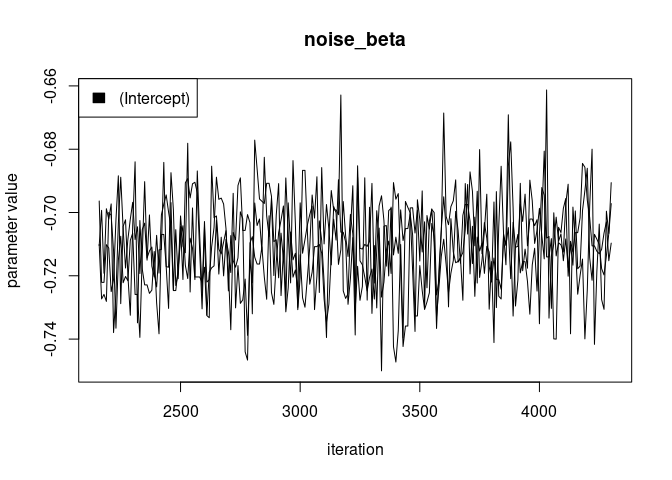 noise_beta
(Intercept)
parameter value
-0.66
-0.68
-0.70
-0.72
-0.74
2500 3000 3500 4000
iteration